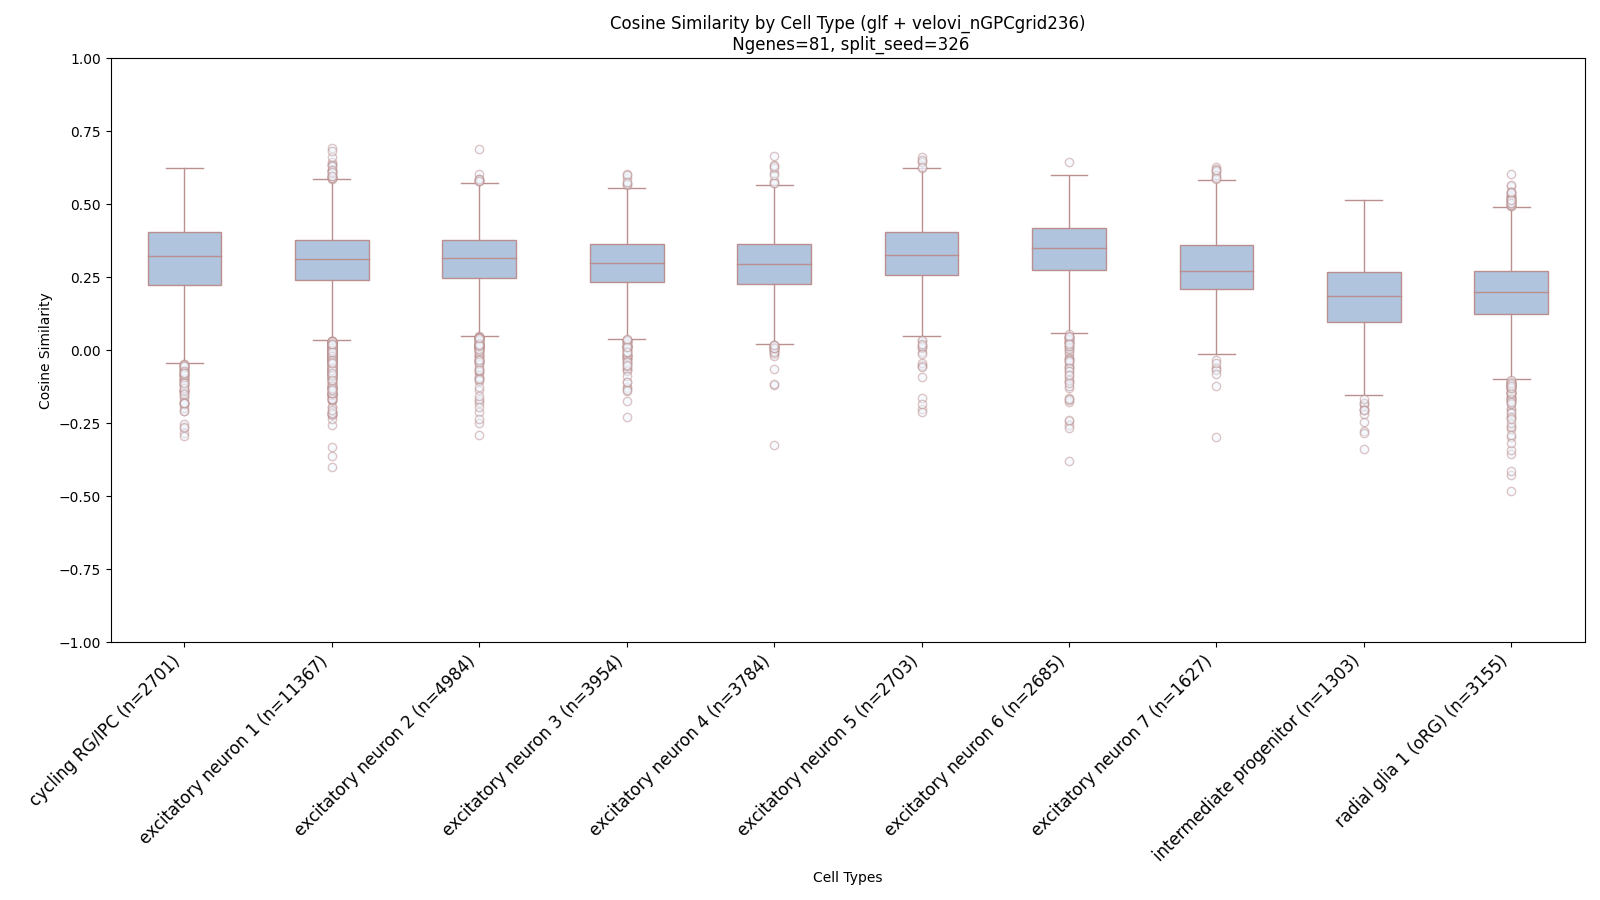 Cosine Similarity by Cell Type (glf + velovi_nGPCgrid236)
Ngenes=81, split_seed=326
1.00
0.75
0.50
0.25
0.00
−0.25
−0.50
−0.75
−1.00
Cosine Similarity
cycling RG/IPC (n=2701)
excitatory neuron 1 (n=11367)
excitatory neuron 2 (n=4984)
excitatory neuron 3 (n=3954)
excitatory neuron 4 (n=3784)
excitatory neuron 5 (n=2703)
excitatory neuron 6 (n=2685)
excitatory neuron 7 (n=1627)
intermediate progenitor (n=1303)
radial glia 1 (oRG) (n=3155)
Cell Types